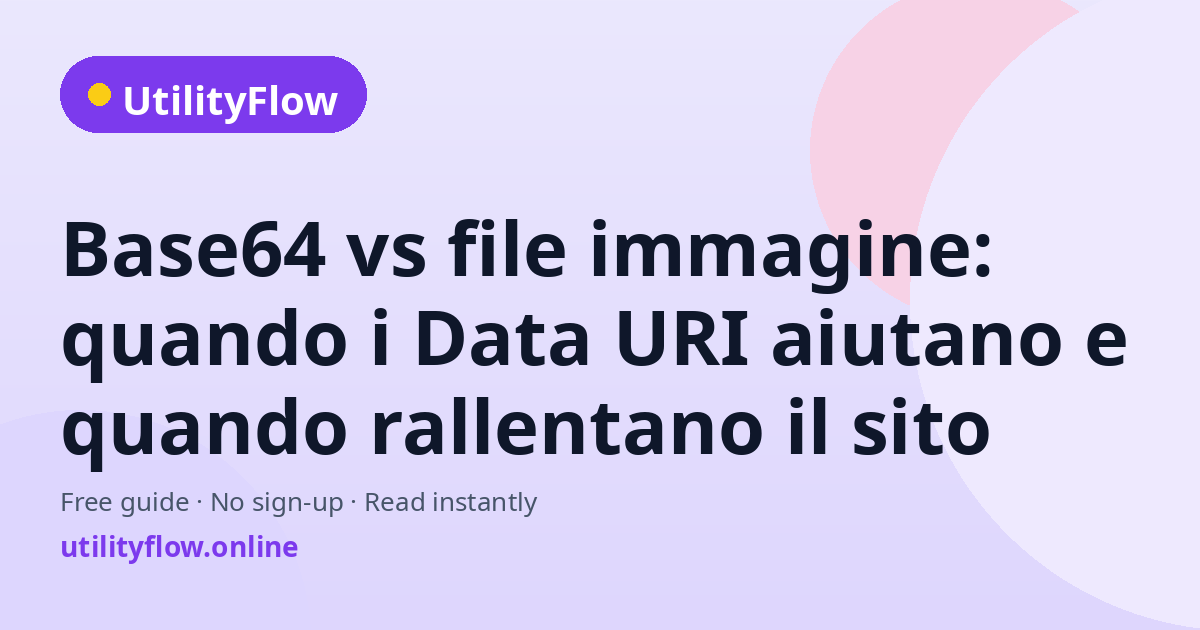 UtilityFlow
Base64 vs file immagine:
quando i Data URI aiutano e
quando rallentano il sito
Free guide · No sign-up · Read instantly
utilityflow.online